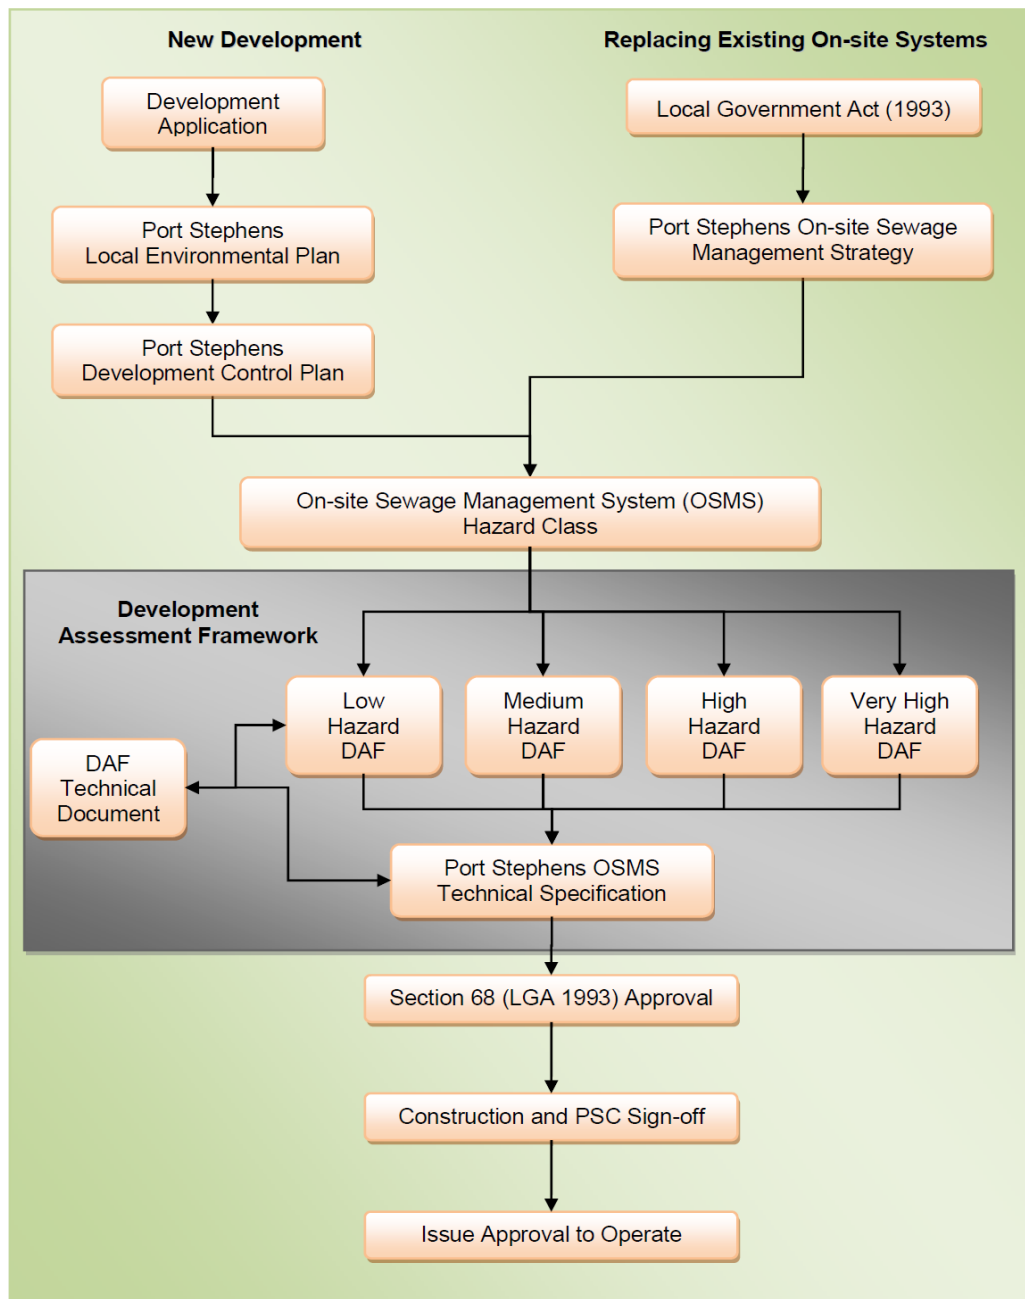 New Development
Replacing Existing On-site Systems
Development
Application
Local Government Act (1993)
Port Stephens
Local Environmental Plan
Port Stephens On-site Sewage
Management Strategy
Port Stephens
Development Control Plan
On-site Sewage Management System (OSMS)
Hazard Class
Development
Assessment Framework
Low
Hazard
DAF
Medium
Hazard
DAF
High
Hazard
DAF
Very High
Hazard
DAF
DAF
Technical
Document
Port Stephens OSMS
Technical Specification
Section 68 (LGA 1993) Approval
Construction and PSC Sign-off
Issue Approval to Operate